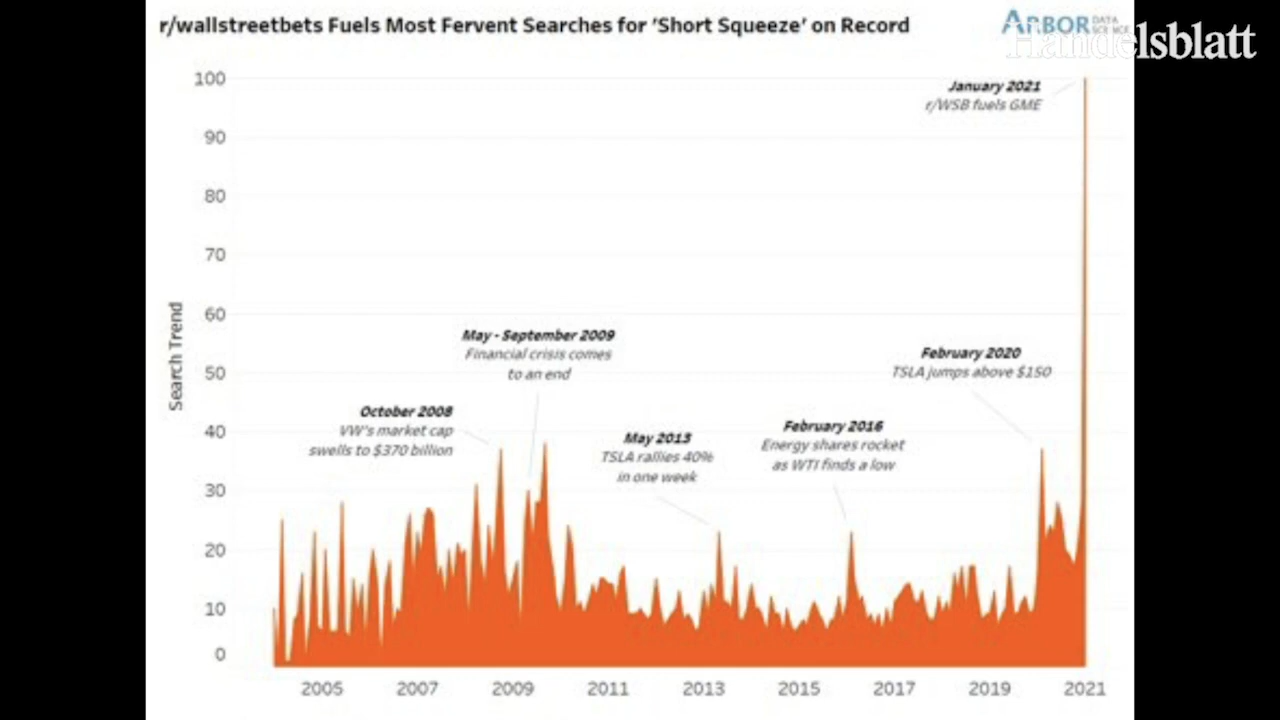 r/wallstreetbets Fuels Most Fervent Searches for 'Short Squeeze' on Record
ARBOR DATA SCIENCE
Handelsblatt
Search Trend
100
90
80
70
60
50
40
30
20
10
0
January 2021
r/WSB fuels GME
May - September 2009
Financial crisis comes
to an end
February 2020
TSLA jumps above $150
October 2008
VW's market cap
swells to $370 billion
May 2013
TSLA rallies 40%
in one week
February 2016
Energy shares rocket
as WTI finds a low
2005 2007 2009 2011 2013 2015 2017 2019 2021